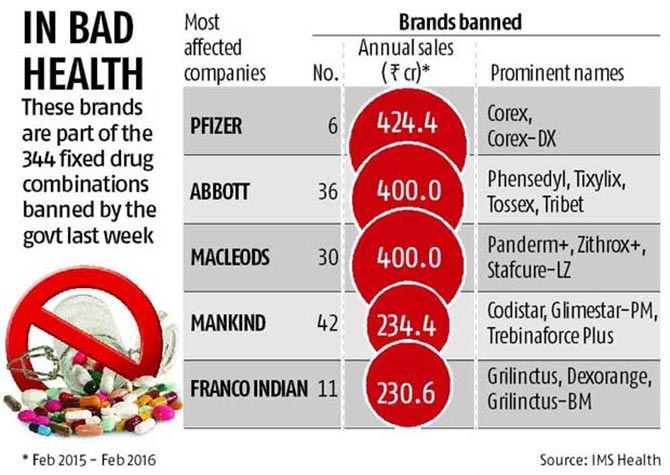 IN BAD
HEALTH
These brands
are part of the
344 fixed drug
combinations
banned by the
govt last week
Most
affected
companies
Brands banned
No.
Annual sales
(₹ cr)*
Prominent names
PFIZER 6 424.4 Corex,
Corex-DX
ABBOTT 36 400.0 Phensedyl, Tixylix,
Tossex, Tribet
MACLEODS 30 400.0 Panderm+, Zithrox+,
Stafcure-LZ
MANKIND 42 234.4 Codistar, Glimestar-PM,
Trebinaforce Plus
FRANCO INDIAN 11 230.6 Grilinctus, Dexorange,
Grilinctus-BM
* Feb 2015 - Feb 2016
Source: IMS Health